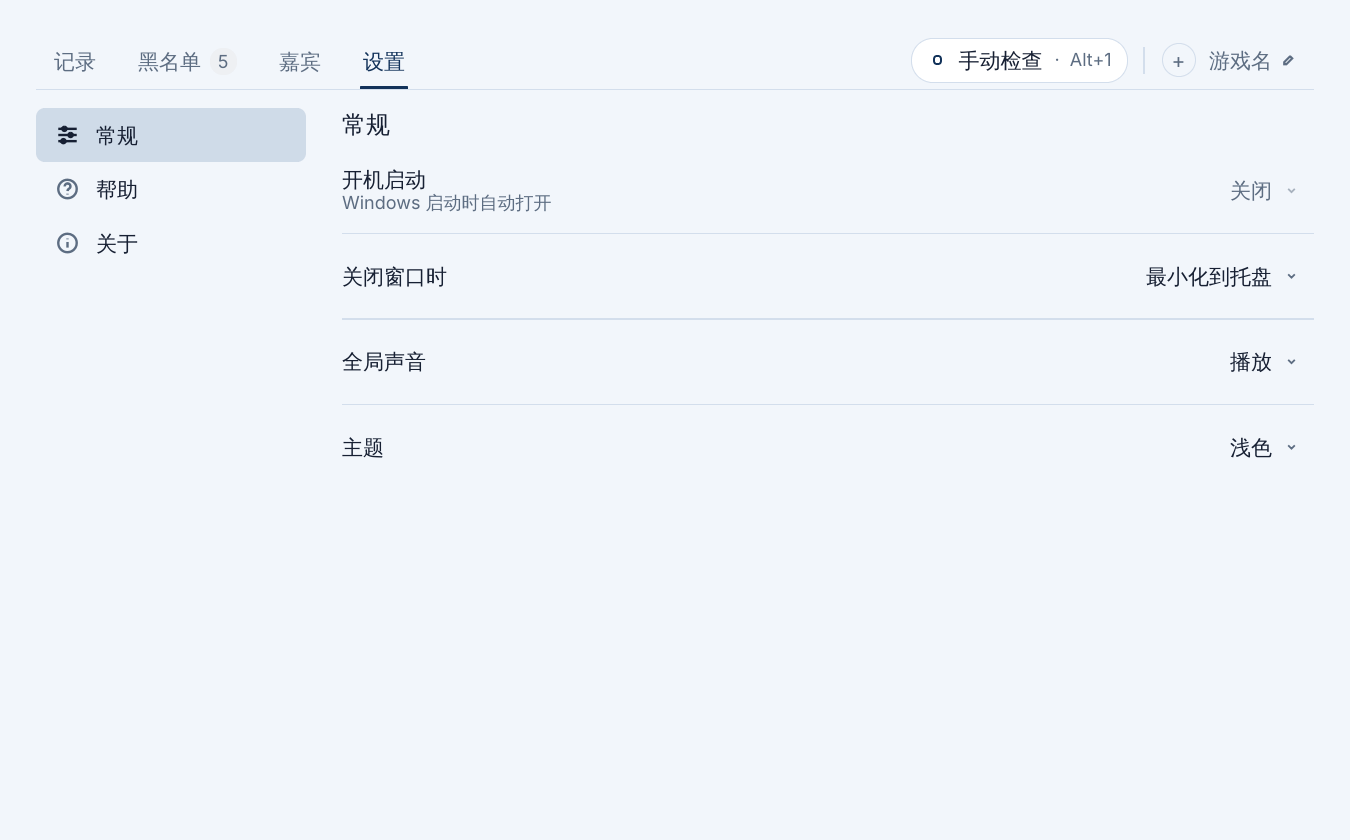 记录 黑名单 5 嘉宾 设置 手动检查 · Alt+1 + 游戏名
常规
帮助
关于
常规
开机启动
Windows 启动时自动打开
关闭
关闭窗口时 最小化到托盘
全局声音 播放
主题 浅色